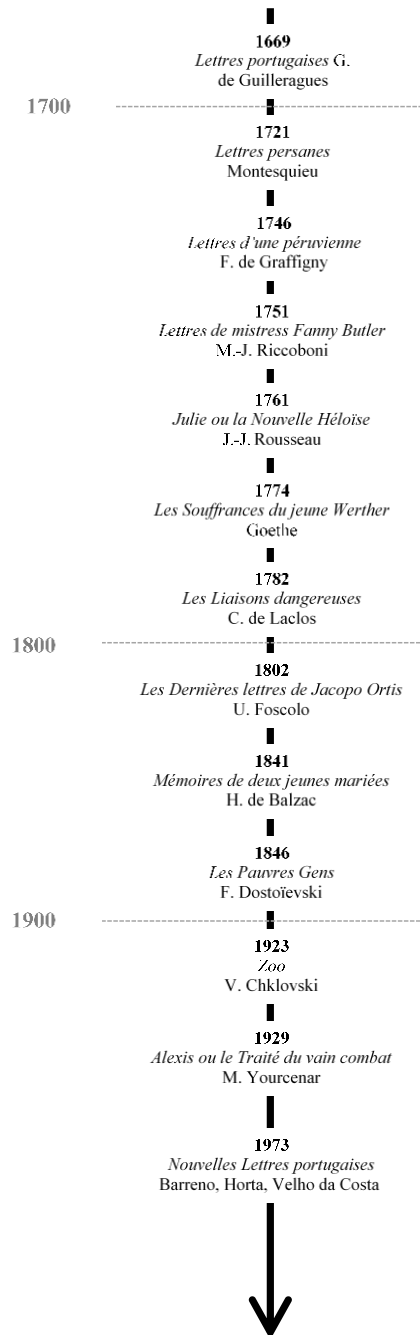 1669
Lettres portugaises G.
de Guilleragues
1700
1721
Lettres persanes
Montesquieu
1746
Lettres d'une péruvienne
F. de Graffigny
1751
Lettres de mistress Fanny Butler
M.-J. Riccoboni
1761
Julie ou la Nouvelle Héloïse
J.-J. Rousseau
1774
Les Souffrances du jeune Werther
Goethe
1782
Les Liaisons dangereuses
C. de Laclos
1800
1802
Les Dernières lettres de Jacopo Ortis
U. Foscolo
1841
Mémoires de deux jeunes mariées
H. de Balzac
1846
Les Pauvres Gens
F. Dostoïevski
1900
1923
Zoo
V. Chklovski
1929
Alexis ou le Traité du vain combat
M. Yourcenar
1973
Nouvelles Lettres portugaises
Barreno, Horta, Velho da Costa